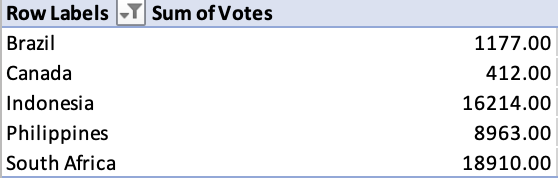 Row Labels Sum of Votes
Brazil 1177.00
Canada 412.00
Indonesia 16214.00
Philippines 8963.00
South Africa 18910.00